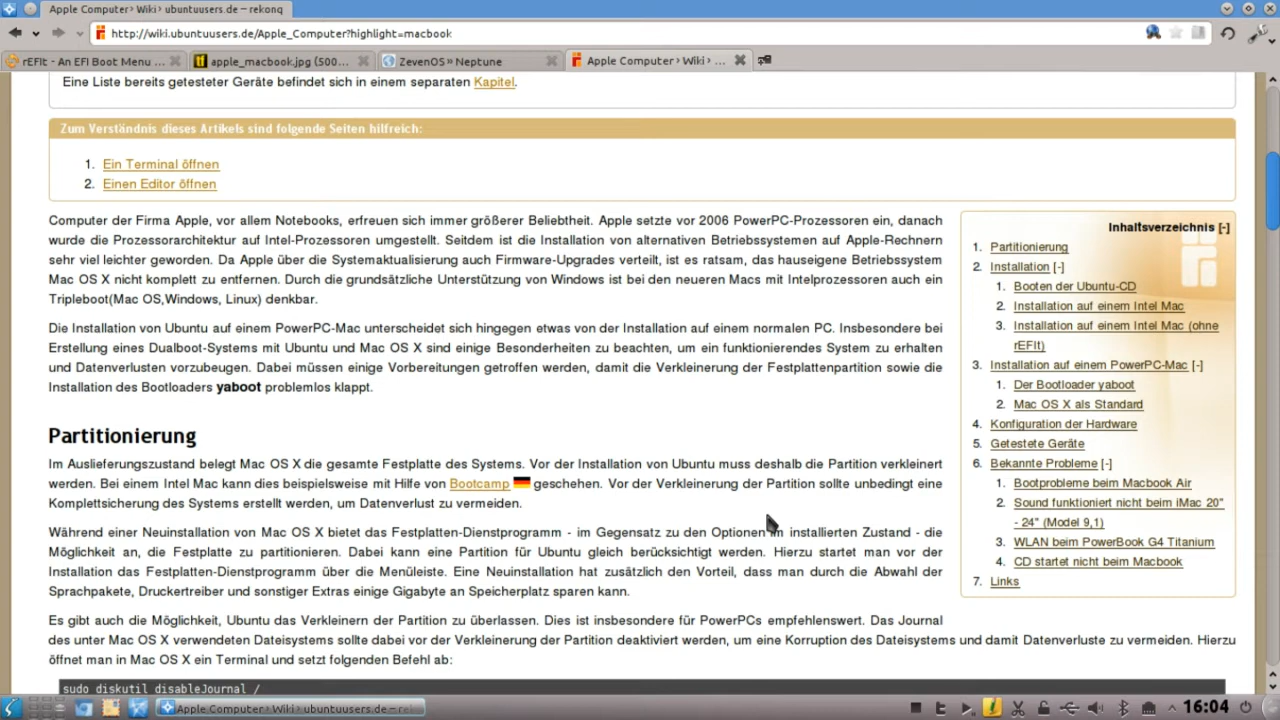 Apple Computer › Wiki › ubuntuusers.de – rekonq
http://wiki.ubuntuusers.de/Apple_Computer?highlight=macbook
rEFIt - An EFI Boot Menu ...
apple_macbook.jpg (500...
ZevenOS » Neptune
Apple Computer › Wiki › ...
Eine Liste bereits getesteter Geräte befindet sich in einem separaten Kapitel.
Zum Verständnis dieses Artikels sind folgende Seiten hilfreich:
1. Ein Terminal öffnen
2. Einen Editor öffnen
Computer der Firma Apple, vor allem Notebooks, erfreuen sich immer größerer Beliebtheit. Apple setzte vor 2006 PowerPC-Prozessoren ein, danach
wurde die Prozessorarchitektur auf Intel-Prozessoren umgestellt. Seitdem ist die Installation von alternativen Betriebssystemen auf Apple-Rechnern
sehr viel leichter geworden. Da Apple über die Systemaktualisierung auch Firmware-Upgrades verteilt, ist es ratsam, das hauseigene Betriebssystem
Mac OS X nicht komplett zu entfernen. Durch die grundsätzliche Unterstützung von Windows ist bei den neueren Macs mit Intelprozessoren auch ein
Tripleboot(Mac OS,Windows, Linux) denkbar.
Die Installation von Ubuntu auf einem PowerPC-Mac unterscheidet sich hingegen etwas von der Installation auf einem normalen PC. Insbesondere bei
Erstellung eines Dualboot-Systems mit Ubuntu und Mac OS X sind einige Besonderheiten zu beachten, um ein funktionierendes System zu erhalten
und Datenverlusten vorzubeugen. Dabei müssen einige Vorbereitungen getroffen werden, damit die Verkleinerung der Festplattenpartition sowie die
Installation des Bootloaders yaboot problemlos klappt.
Partitionierung
Im Auslieferungszustand belegt Mac OS X die gesamte Festplatte des Systems. Vor der Installation von Ubuntu muss deshalb die Partition verkleinert
werden. Bei einem Intel Mac kann dies beispielsweise mit Hilfe von Bootcamp geschehen. Vor der Verkleinerung der Partition sollte unbedingt eine
Komplettsicherung des Systems erstellt werden, um Datenverlust zu vermeiden.
Während einer Neuinstallation von Mac OS X bietet das Festplatten-Dienstprogramm - im Gegensatz zu den Optionen im installierten Zustand - die
Möglichkeit an, die Festplatte zu partitionieren. Dabei kann eine Partition für Ubuntu gleich berücksichtigt werden. Hierzu startet man vor der
Installation das Festplatten-Dienstprogramm über die Menüleiste. Eine Neuinstallation hat zusätzlich den Vorteil, dass man durch die Abwahl der
Sprachpakete, Druckertreiber und sonstiger Extras einige Gigabyte an Speicherplatz sparen kann.
Es gibt auch die Möglichkeit, Ubuntu das Verkleinern der Partition zu überlassen. Dies ist insbesondere für PowerPCs empfehlenswert. Das Journal
des unter Mac OS X verwendeten Dateisystems sollte dabei vor der Verkleinerung der Partition deaktiviert werden, um eine Korruption des Dateisystems und damit Datenverluste zu vermeiden. Hierzu
öffnet man in Mac OS X ein Terminal und setzt folgenden Befehl ab:
sudo diskutil disableJournal /
Inhaltsverzeichnis [-]
1. Partitionierung
2. Installation [-]
1. Booten der Ubuntu-CD
2. Installation auf einem Intel Mac
3. Installation auf einem Intel Mac (ohne
rEFIt)
3. Installation auf einem PowerPC-Mac [-]
1. Der Bootloader yaboot
2. Mac OS X als Standard
4. Konfiguration der Hardware
5. Getestete Geräte
6. Bekannte Probleme [-]
1. Bootprobleme beim Macbook Air
2. Sound funktioniert nicht beim iMac 20"
- 24" (Model 9,1)
3. WLAN beim PowerBook G4 Titanium
4. CD startet nicht beim Macbook
7. Links
Apple Computer › Wiki › ubuntuusers.de – re
16:04